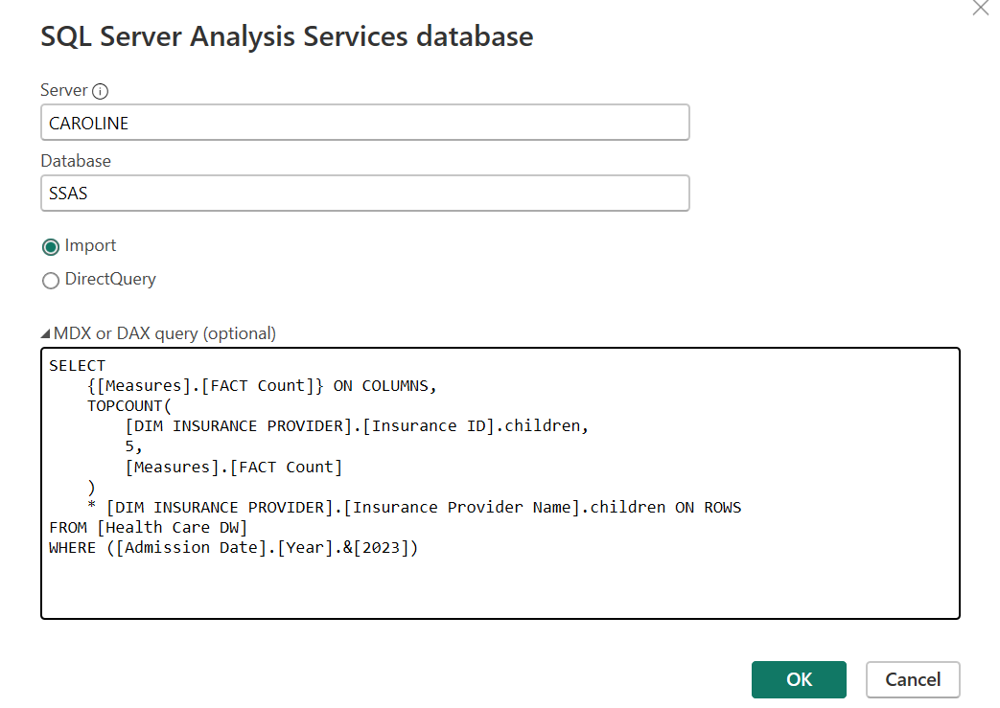 SQL Server Analysis Services database
Server
CAROLINE
Database
SSAS
Import
DirectQuery
MDX or DAX query (optional)
SELECT
    {[Measures].[FACT Count]} ON COLUMNS,
    TOPCOUNT(
        [DIM INSURANCE PROVIDER].[Insurance ID].children,
        5,
        [Measures].[FACT Count]
    )
    * [DIM INSURANCE PROVIDER].[Insurance Provider Name].children ON ROWS
FROM [Health Care DW]
WHERE ([Admission Date].[Year].&[2023])
OK
Cancel